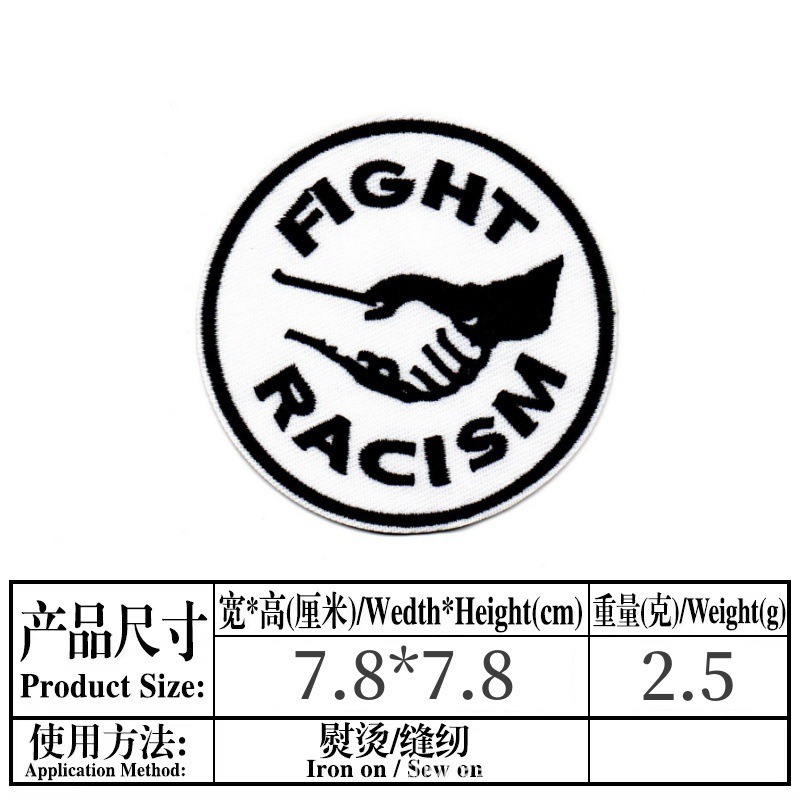 FIGHT
RACISM
产品尺寸
Product Size:
宽*高(厘米)/Wedth*Height(cm)
重量(克)/Weight(g)
7.8*7.8
2.5
使用方法:
Application Method:
熨烫/缝纫
Iron on / Sew on